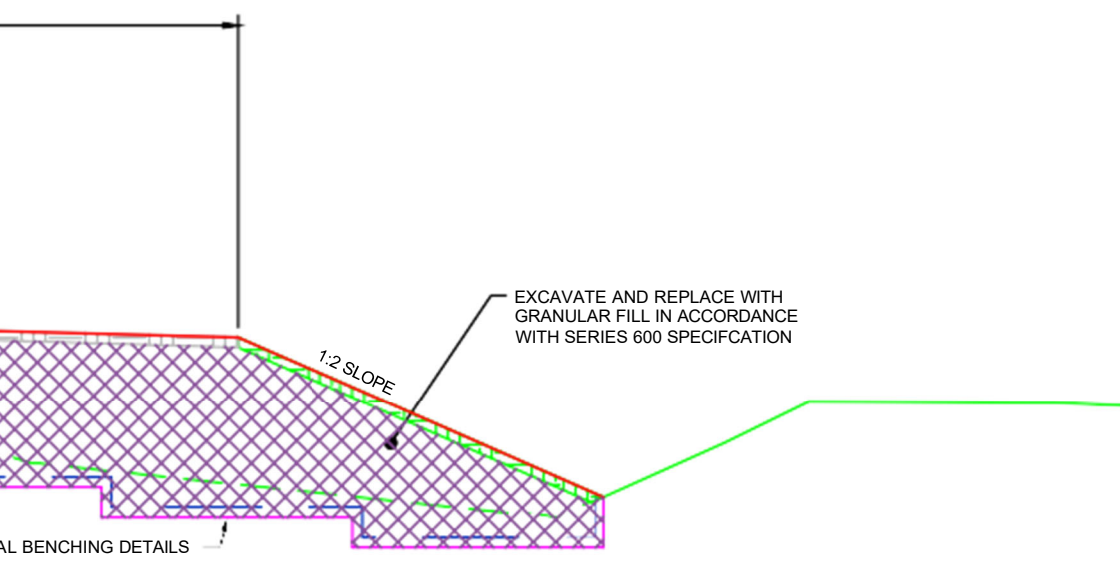 EXCAVATE AND REPLACE WITH
GRANULAR FILL IN ACCORDANCE
WITH SERIES 600 SPECIFCATION
1:2 SLOPE
AL BENCHING DETAILS